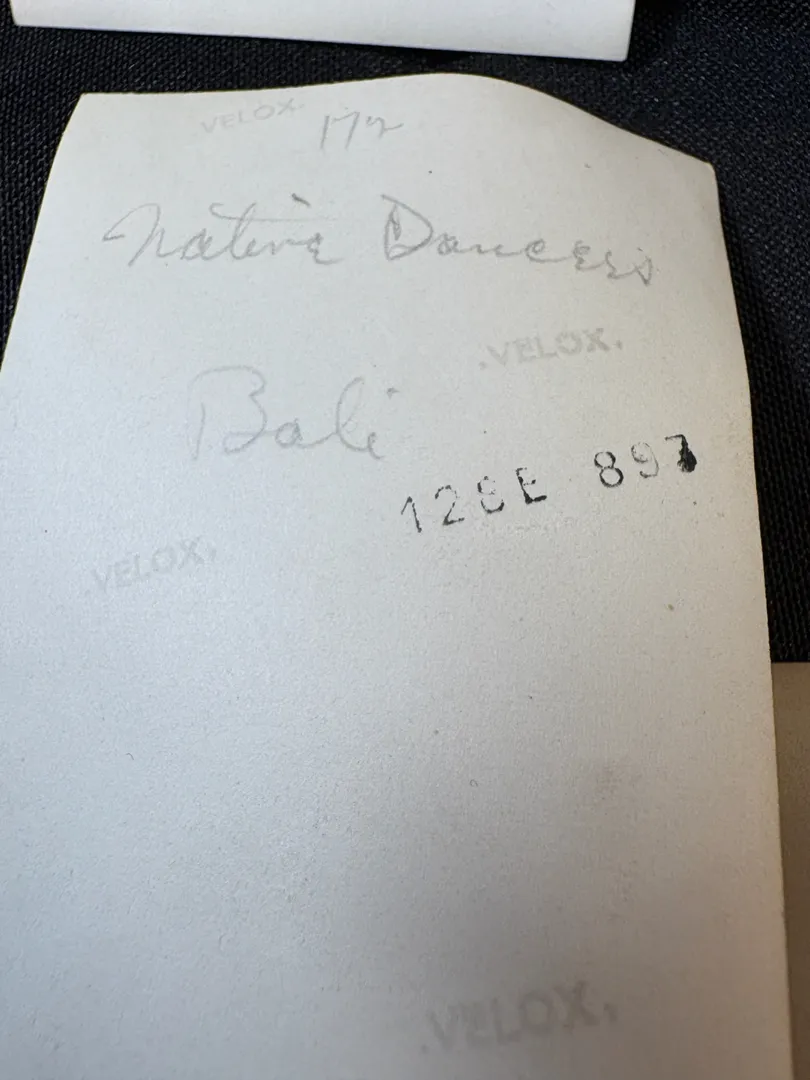 VELOX.
172
Native Dancers
.VELOX.
Bali
128E 897
.VELOX.
.VELOX.